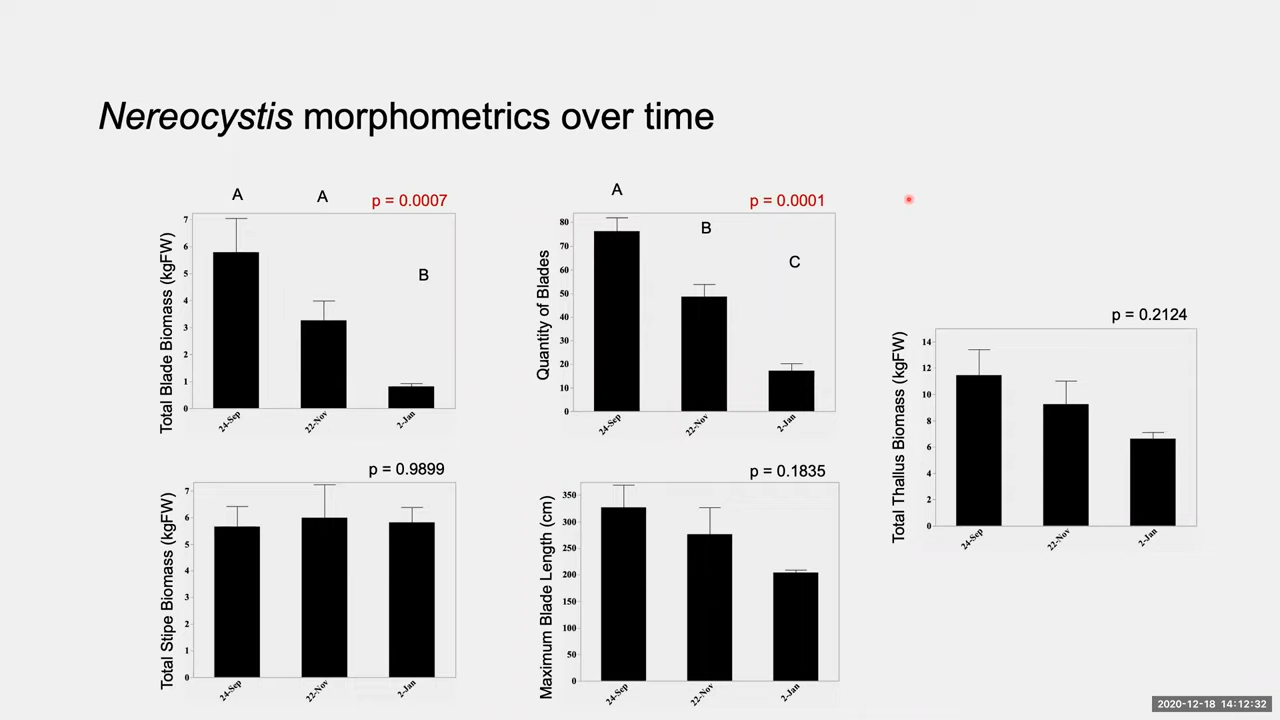 Nereocystis morphometrics over time
A
A
p = 0.0007
B
Total Blade Biomass (kgFW)
7
6
5
4
3
2
1
0
24-Sep
22-Nov
2-Jan
A
p = 0.0001
B
C
Quantity of Blades
80
70
60
50
40
30
20
10
0
24-Sep
22-Nov
2-Jan
p = 0.2124
Total Thallus Biomass (kgFW)
14
12
10
8
6
4
2
0
24-Sep
22-Nov
2-Jan
p = 0.9899
Total Stipe Biomass (kgFW)
7
6
5
4
3
2
1
0
24-Sep
22-Nov
2-Jan
p = 0.1835
Maximum Blade Length (cm)
350
300
250
200
150
100
50
0
24-Sep
22-Nov
2-Jan
2020-12-18 14:12:32